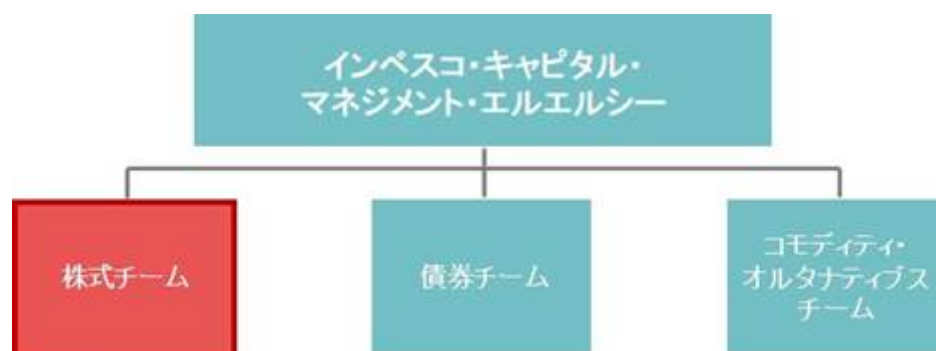 インベスコ・キャピタル・
マネジメント・エルエルシー
株式チーム
債券チーム
コモディティ・
オルタナティブス
チーム